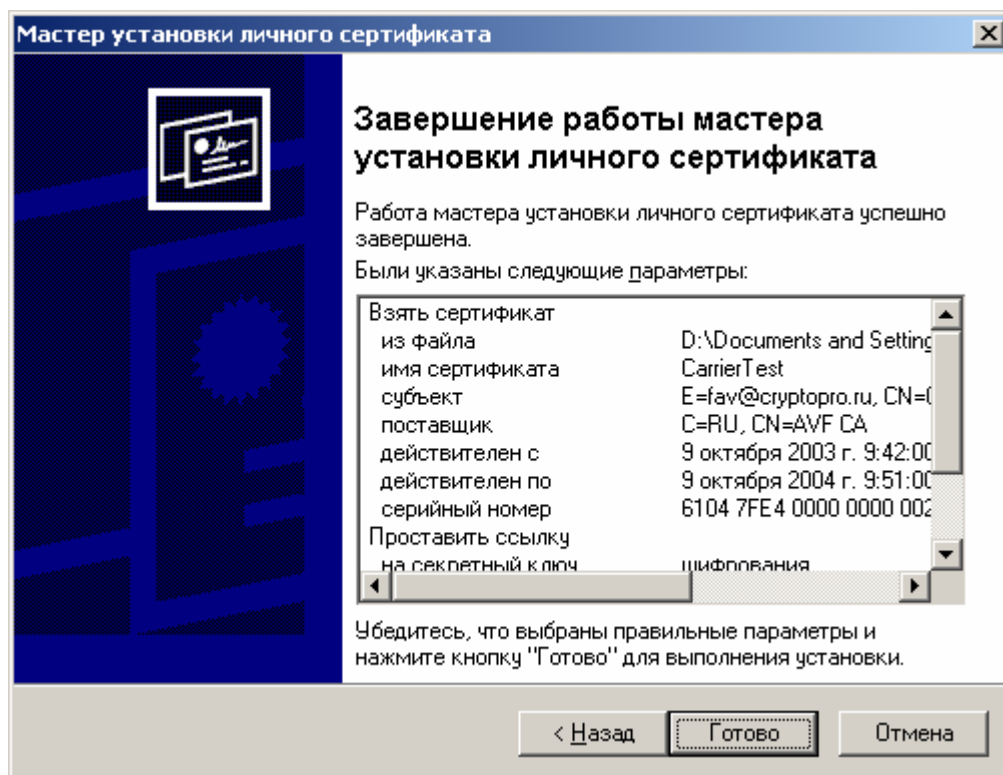 Мастер установки личного сертификата
Завершение работы мастера
установки личного сертификата
Работа мастера установки личного сертификата успешно
завершена.
Были указаны следующие параметры:
Взять сертификат
из файла D:\Documents and Setting
имя сертификата CarrierTest
субъект E=fav@cryptopro.ru, CN=
поставщик C=RU, CN=AVF CA
действителен с 9 октября 2003 г. 9:42:00
действителен по 9 октября 2004 г. 9:51:00
серийный номер 6104 7FE4 0000 0000 002
Проставить ссылку
на секретный ключ шифрования
Убедитесь, что выбраны правильные параметры и
нажмите кнопку "Готово" для выполнения установки.
< Назад Готово Отмена